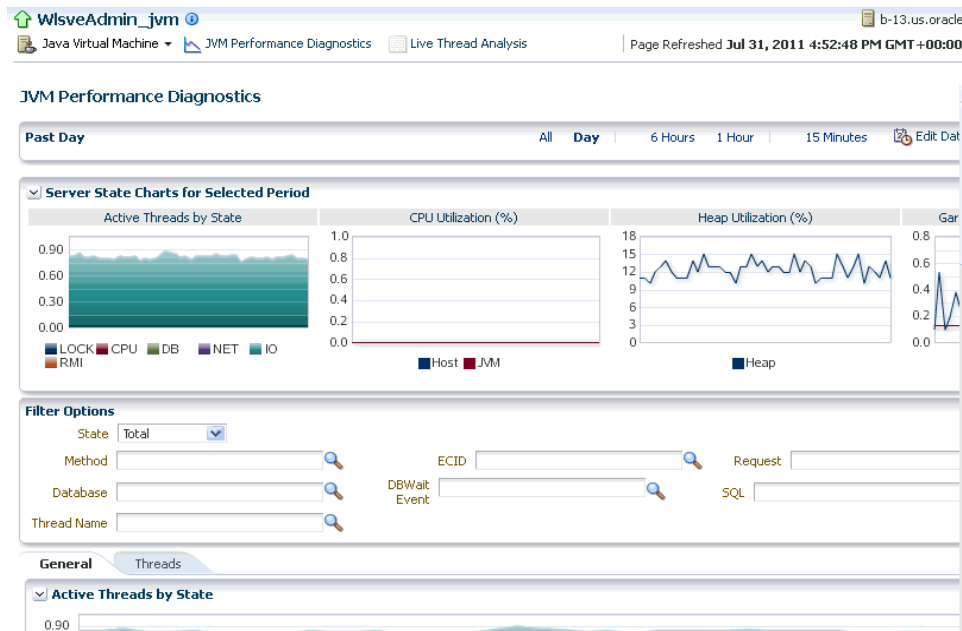 WlsveAdmin_jvm
b-13.us.oracle
Java Virtual Machine JVM Performance Diagnostics Live Thread Analysis Page Refreshed Jul 31, 2011 4:52:48 PM GMT+00:00
JVM Performance Diagnostics
Past Day All Day 6 Hours 1 Hour 15 Minutes Edit Dat
Server State Charts for Selected Period
Active Threads by State CPU Utilization (%) Heap Utilization (%) Gar
0.90
0.60
0.30
0.00
LOCK CPU DB NET IO
RMI
1.0
0.8
0.6
0.4
0.2
0.0
Host JVM
18
15
12
9
6
3
0
Heap
0.8
0.6
0.4
0.2
0.0
Filter Options
State Total
Method ECID Request
Database DBWait Event SQL
Thread Name
General Threads
Active Threads by State
0.90